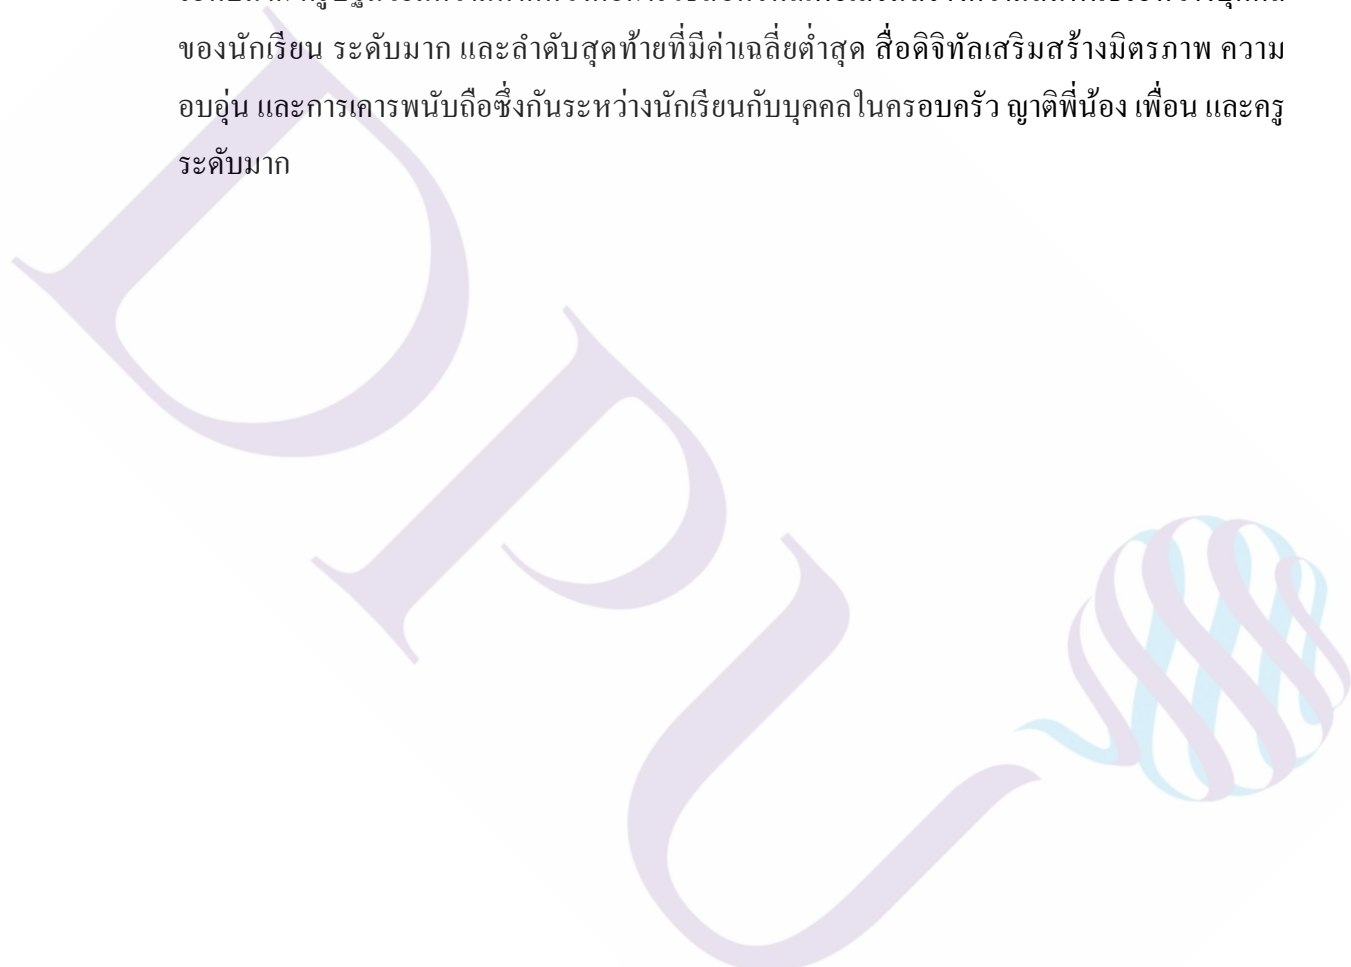 ของนักเรียน ระดับมาก และลำดับสุดท้ายที่มีค่าเฉลี่ยต่ำสุด สื่อดิจิทัลเสริมสร้างมิตรภาพ ความ
อบอุ่น และการเคารพนับถือซึ่งกันระหว่างนักเรียนกับบุคคลในครอบครัว ญาติพี่น้อง เพื่อน และครู
ระดับมาก
DPU